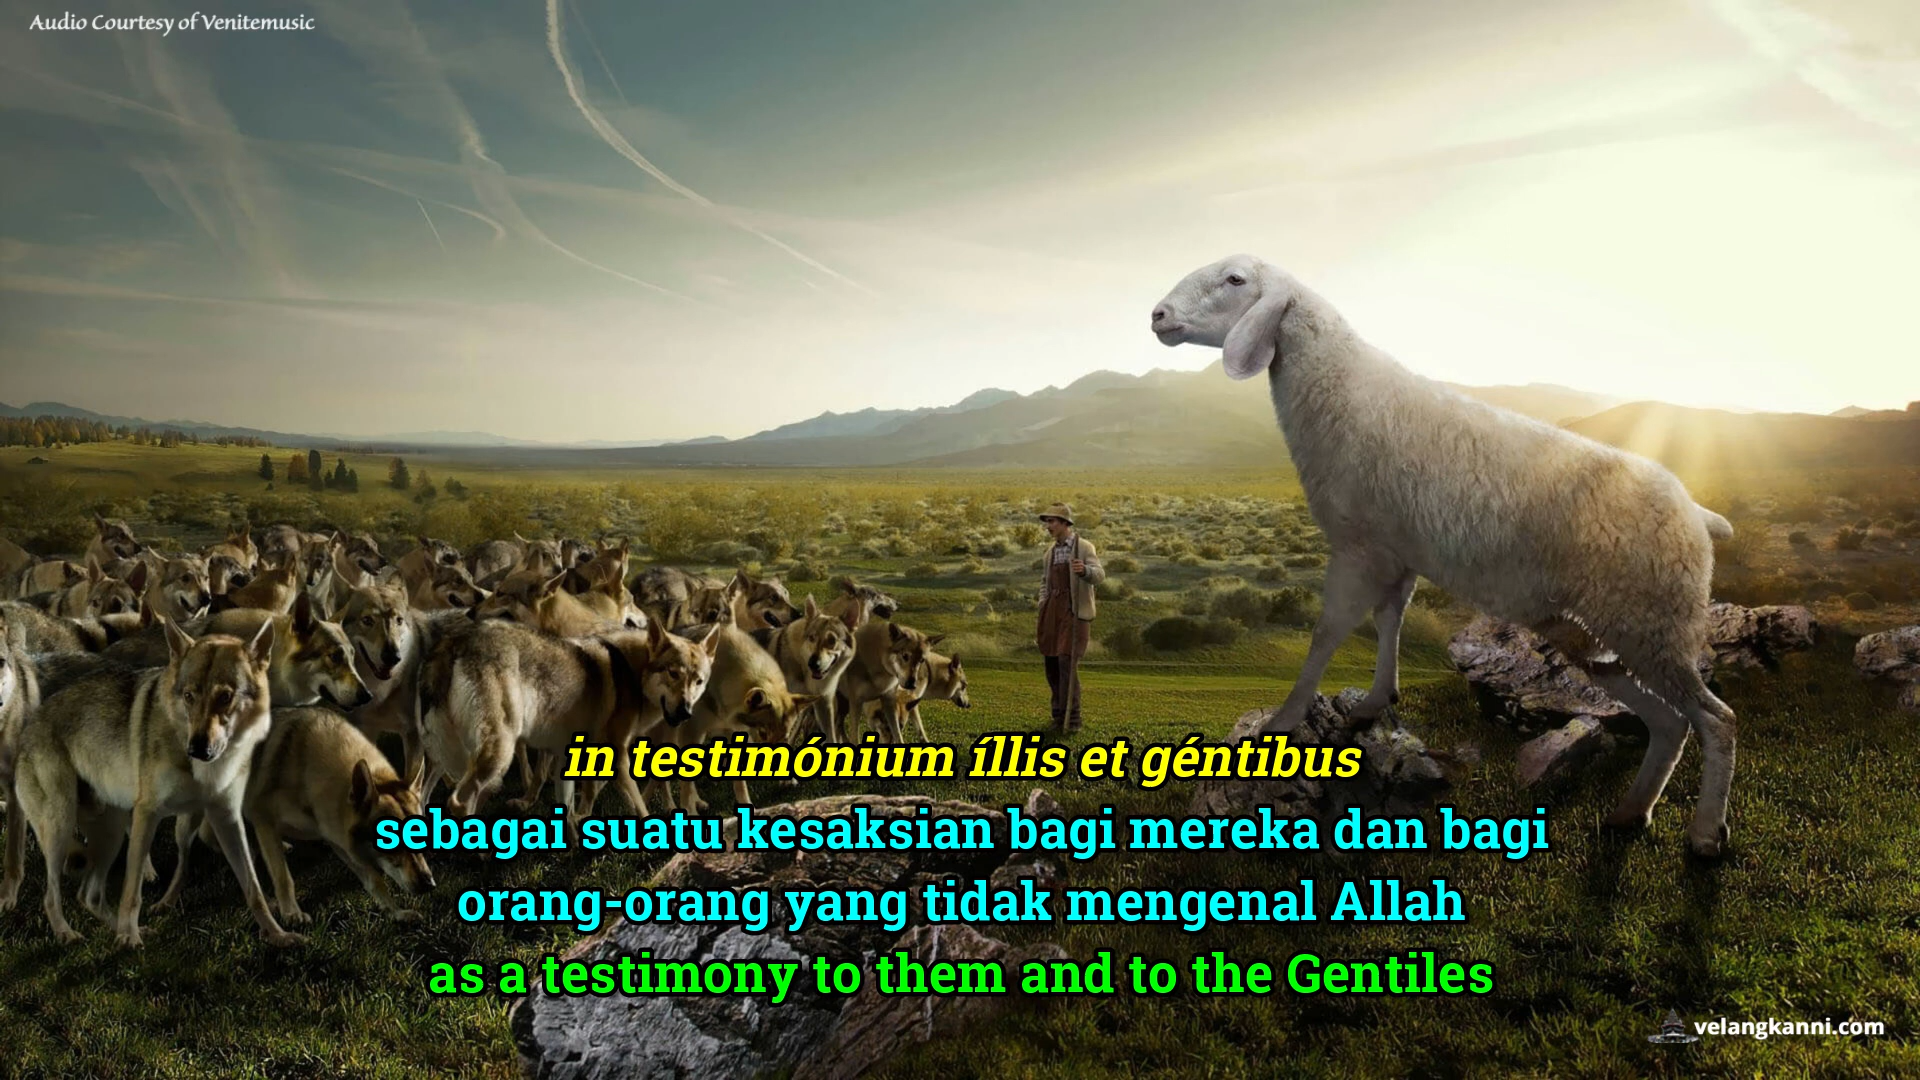 Audio Courtesy of Venitemusic
in testimónium íllis et géntibus
sebagai suatu kesaksian bagi mereka dan bagi
orang-orang yang tidak mengenal Allah
as a testimony to them and to the Gentiles
velangkanni.com